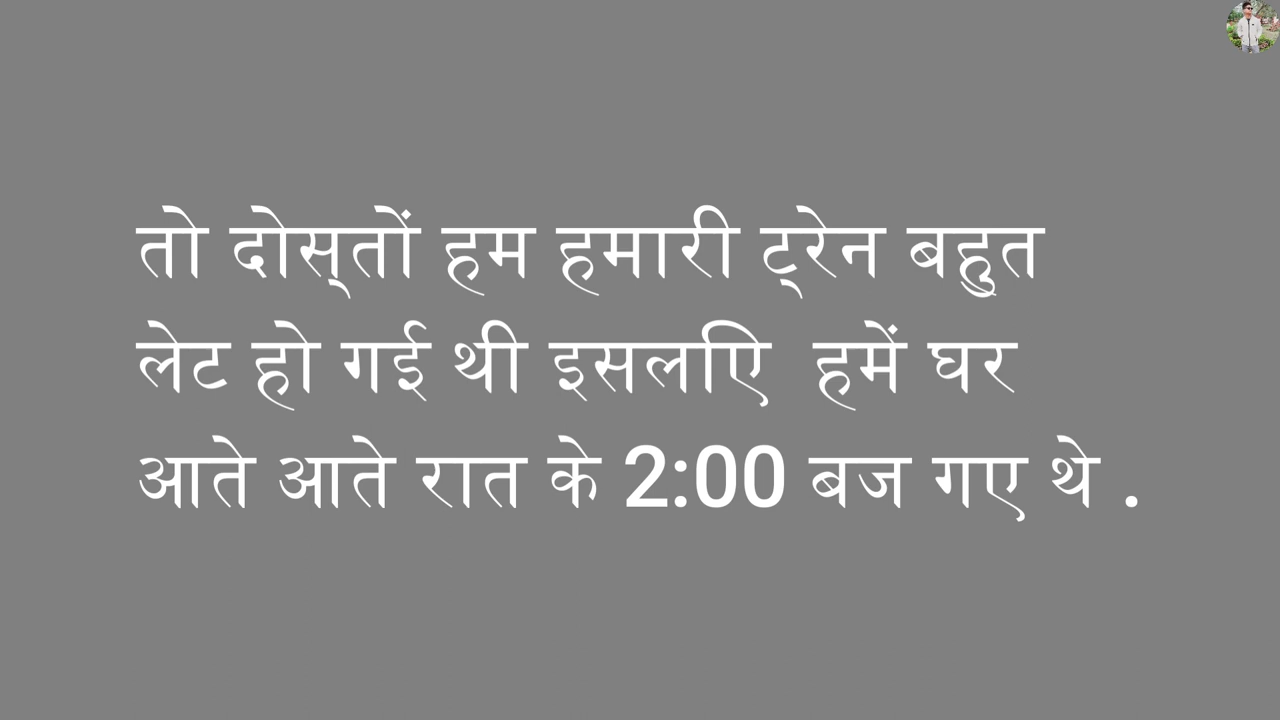 तो दोस्तों हम हमारी ट्रेन बहुत
लेट हो गई थी इसलिए हमें घर
आते आते रात के 2:00 बज गए थे .